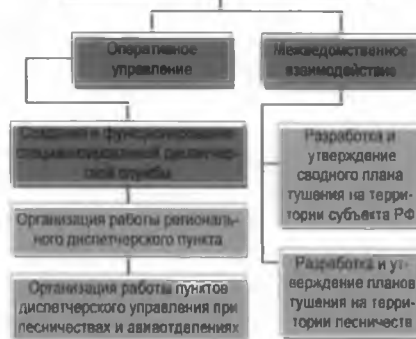 Оперативное
управление
Межведомственное
взаимодействие
Создание и функционирование
специализированной диспетчер-
ской службы
Организация работы региональ-
ного диспетчерского пункта
Организация работы пунктов
диспетчерского управления при
лесничествах и авиаотделениях
Разработка и
утверждение
сводного плана
тушения на терри-
тории субъекта РФ
Разработка и ут-
верждение планов
тушения на терри-
тории лесничеств